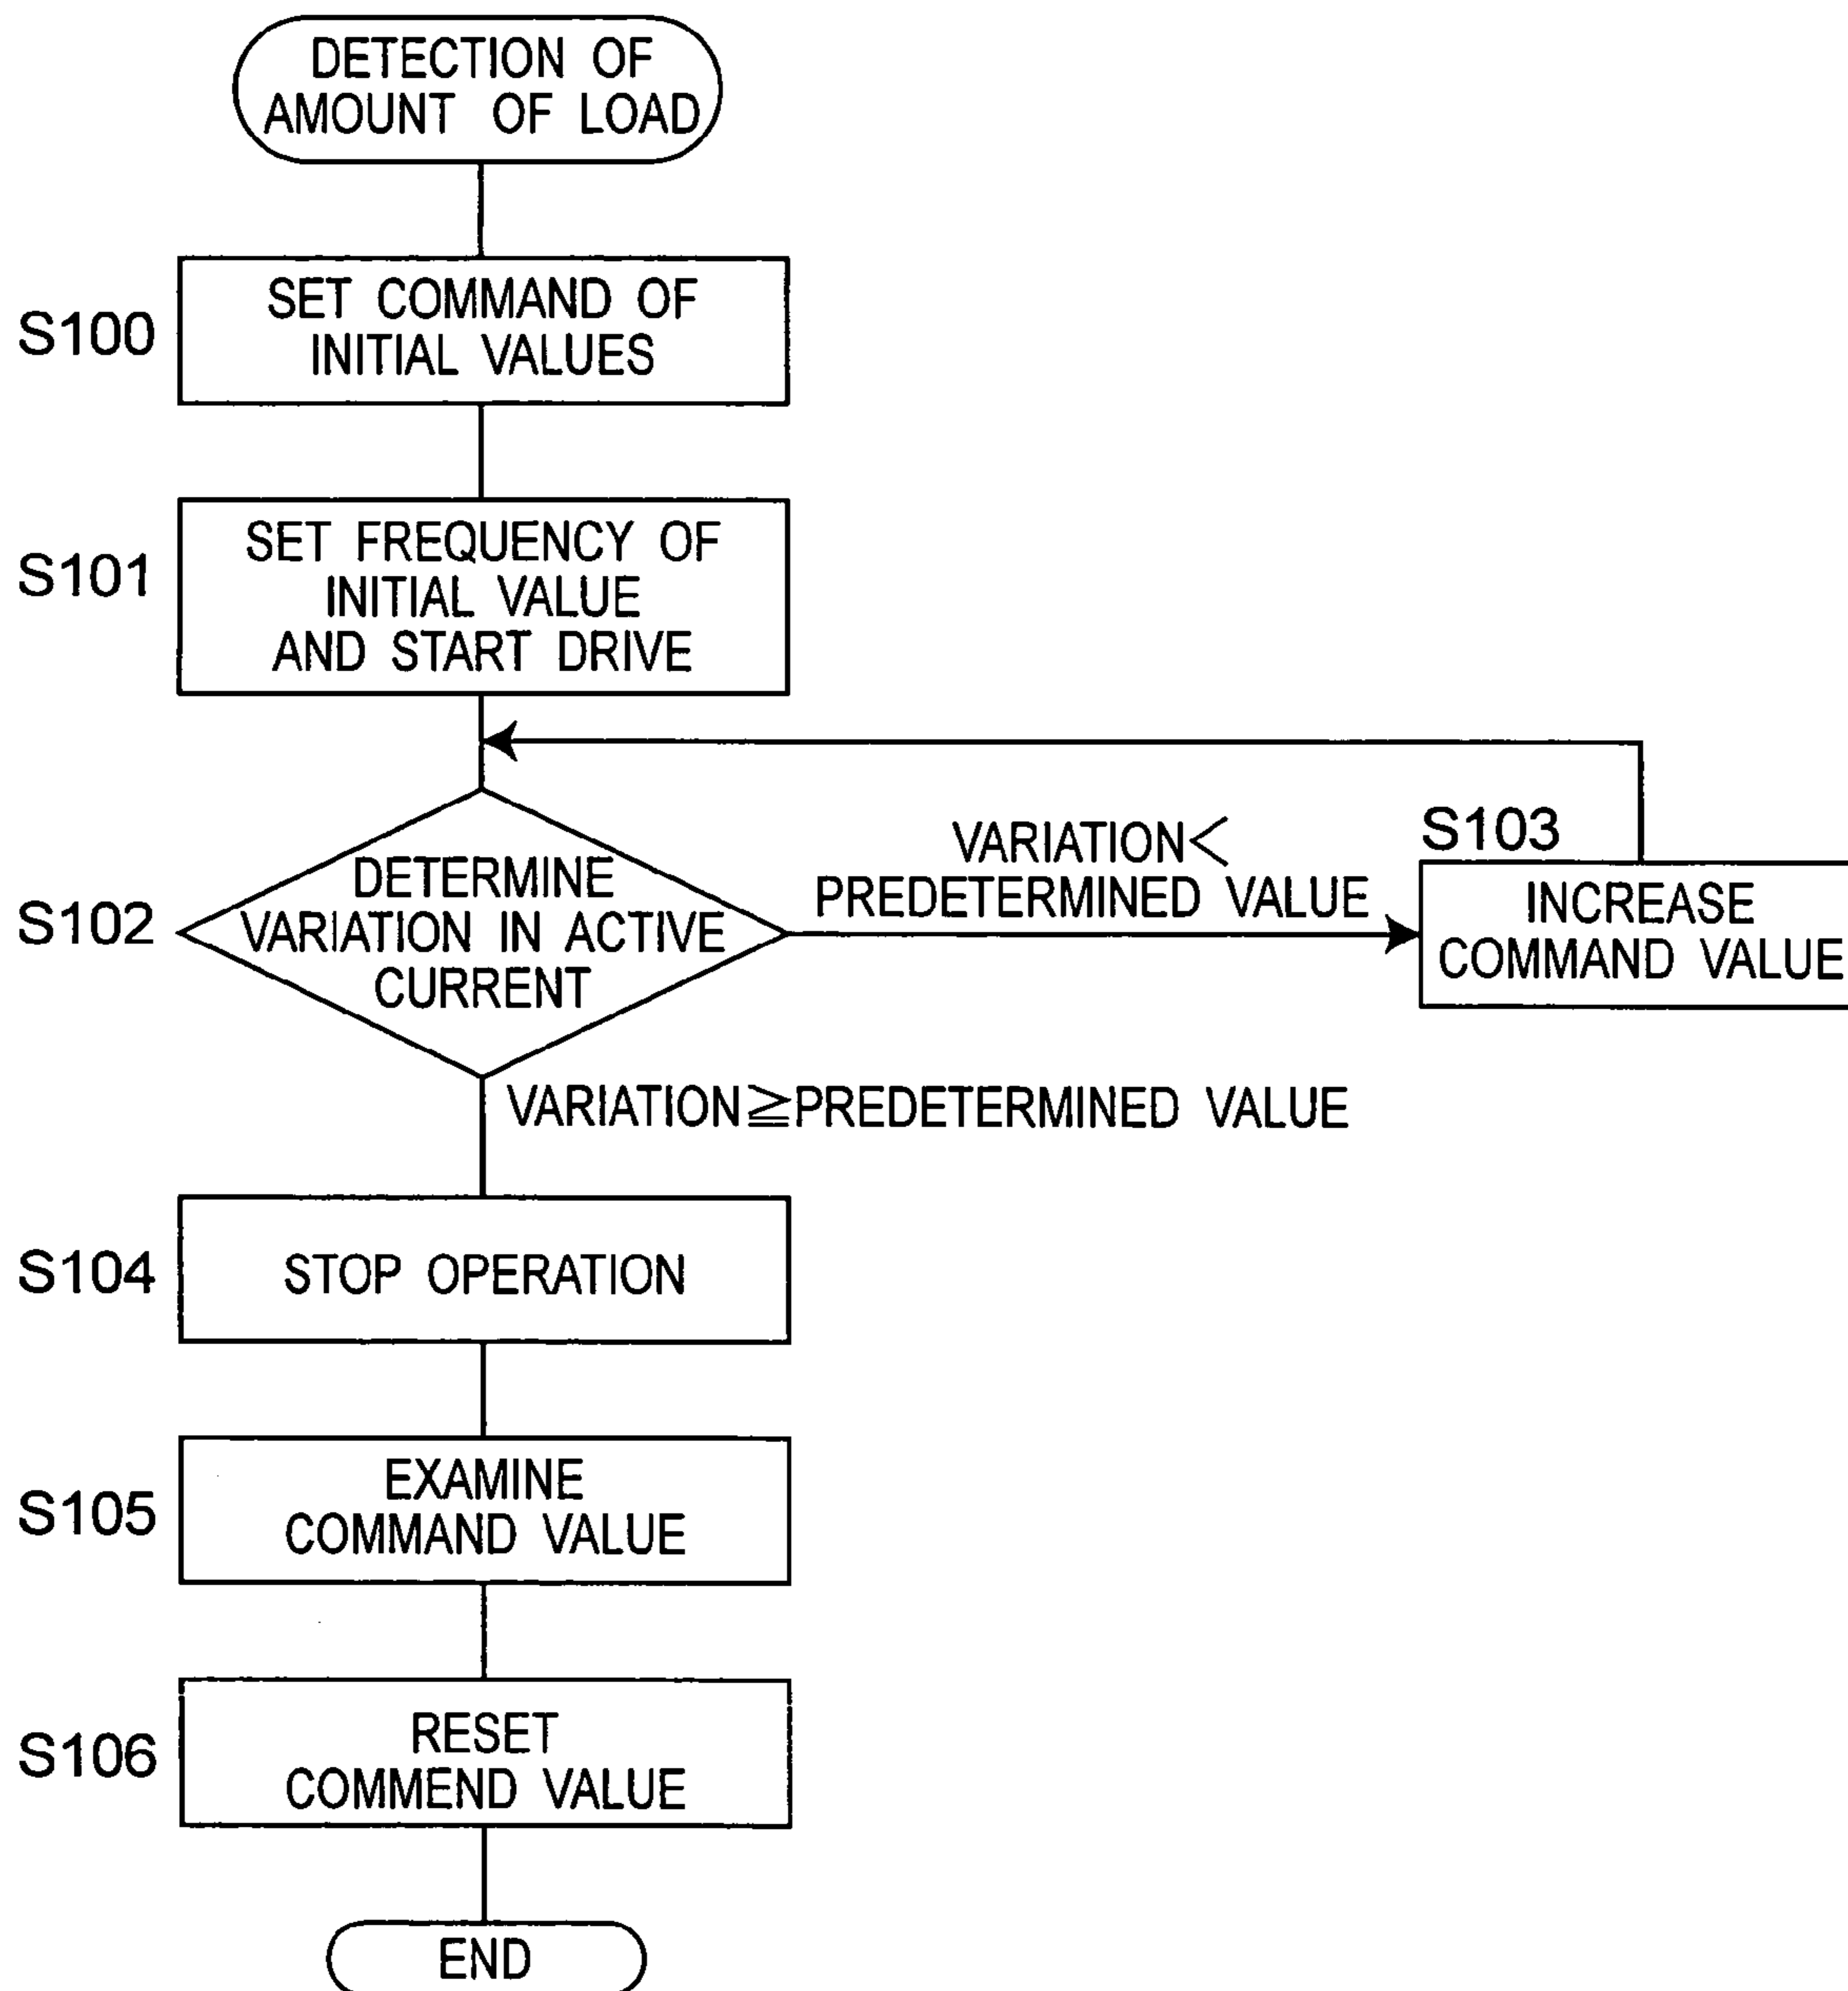 DETECTION OF
AMOUNT OF LOAD
S100
SET COMMAND OF
INITIAL VALUES
S101
SET FREQUENCY OF
INITIAL VALUE
AND START DRIVE
S102
DETERMINE
VARIATION IN ACTIVE
CURRENT
VARIATION<
PREDETERMINED VALUE
S103
INCREASE
COMMAND VALUE
VARIATION≧PREDETERMINED VALUE
S104
STOP OPERATION
S105
EXAMINE
COMMAND VALUE
S106
RESET
COMMEND VALUE
END